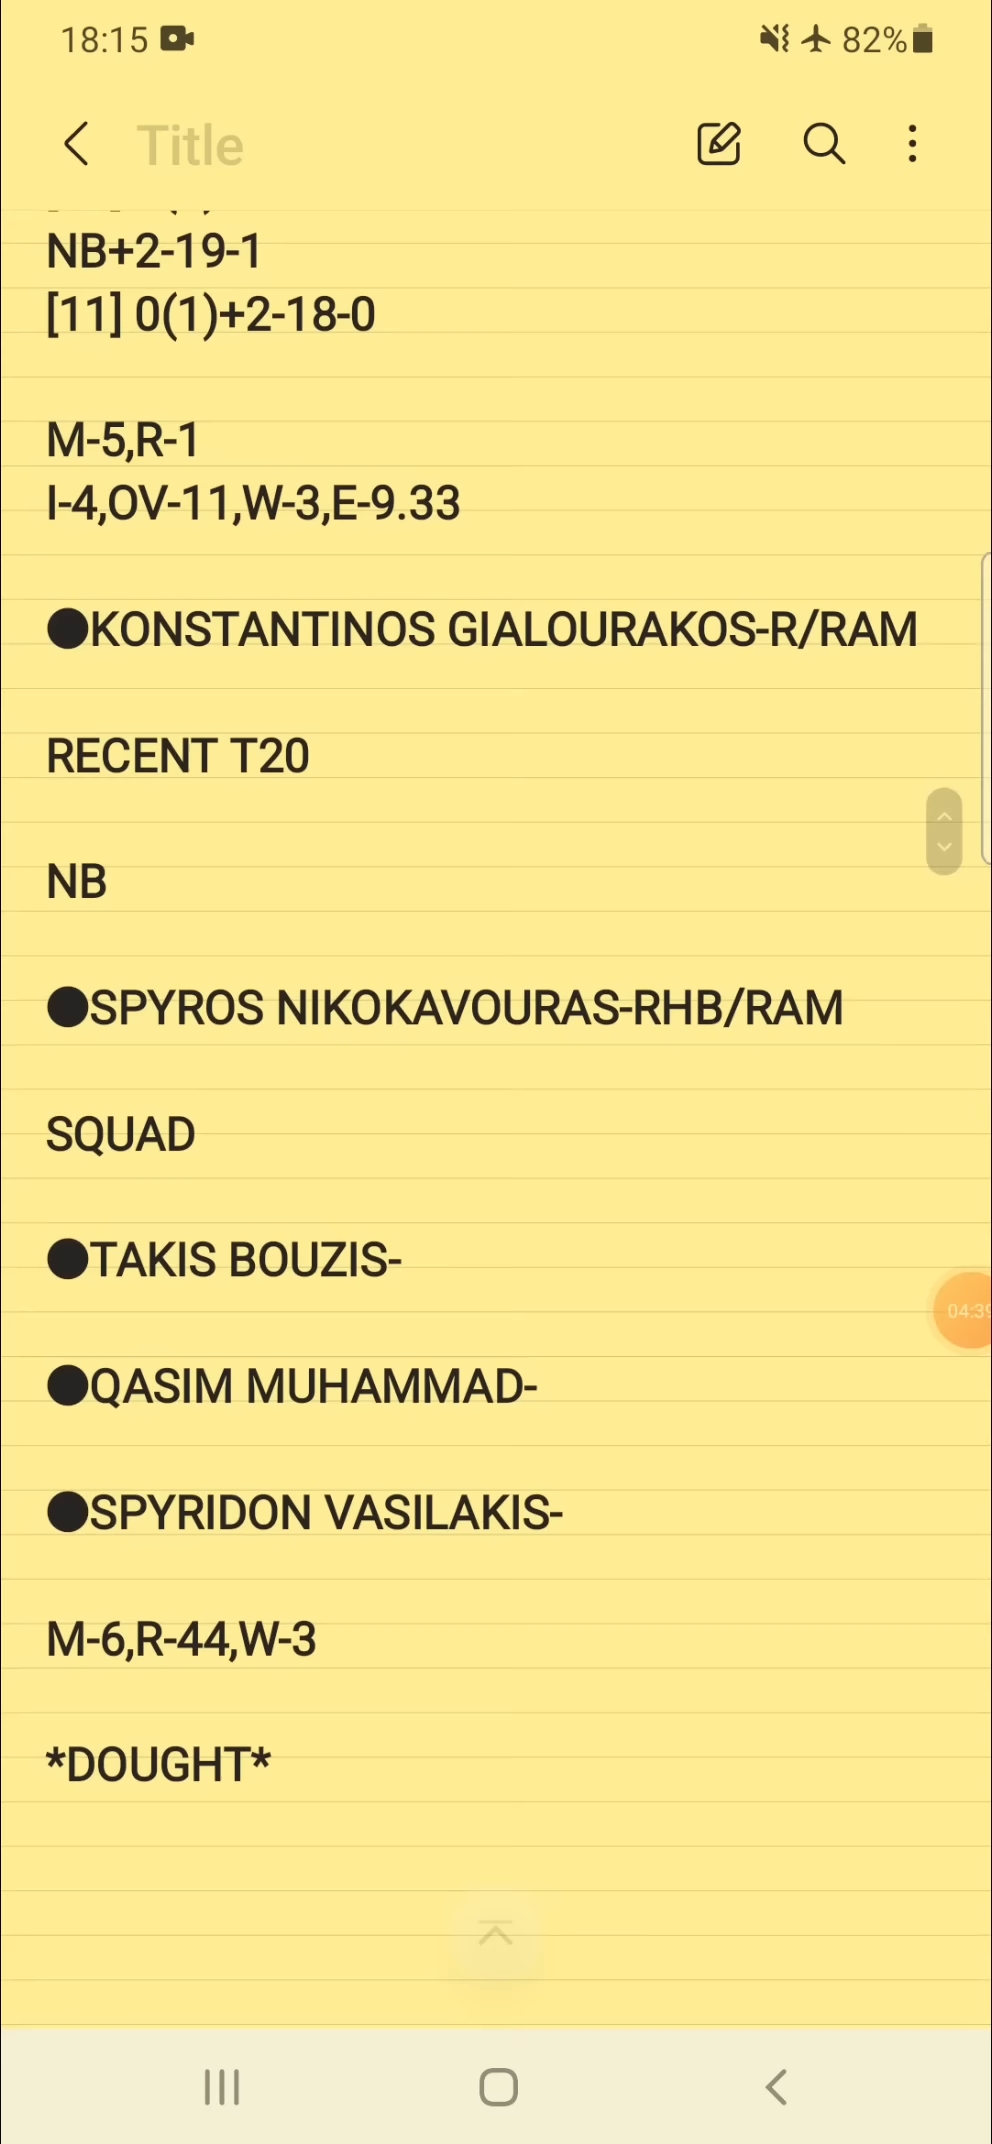 18:15
82%
Title
NB+2-19-1
[11] 0(1)+2-18-0
M-5,R-1
I-4,OV-11,W-3,E-9.33
●KONSTANTINOS GIALOURAKOS-R/RAM
RECENT T20
NB
●SPYROS NIKOKAVOURAS-RHB/RAM
SQUAD
●TAKIS BOUZIS-
●QASIM MUHAMMAD-
●SPYRIDON VASILAKIS-
M-6,R-44,W-3
*DOUGHT*